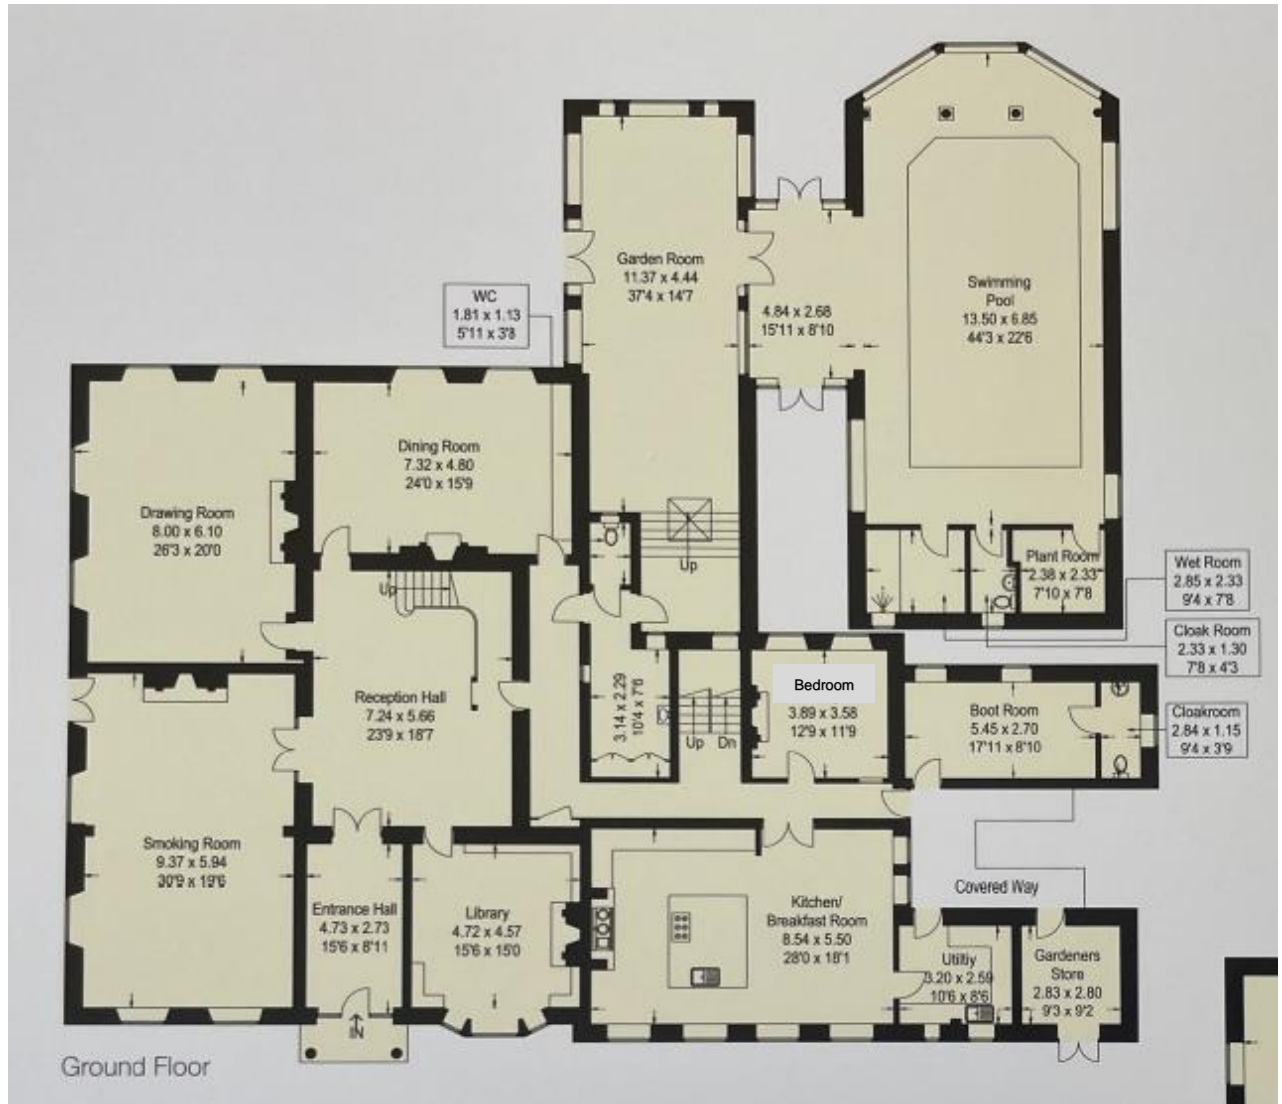 Garden Room
11.37 x 4.44
37'4 x 14'7
WC
1.81 x 1.13
5'11 x 3'8
4.84 x 2.68
15'11 x 8'10
Swimming
Pool
13.50 x 6.85
44'3 x 22'6
Dining Room
7.32 x 4.80
24'0 x 15'9
Drawing Room
8.00 x 6.10
26'3 x 20'0
Up
Up
Plant Room
2.38 x 2.33
7'10 x 7'8
Wet Room
2.85 x 2.33
9'4 x 7'8
Cloak Room
2.33 x 1.30
7'8 x 4'3
Reception Hall
7.24 x 5.66
23'9 x 18'7
3.14 x 2.29
10'4 x 7'6
Up Dn
Bedroom
3.89 x 3.58
12'9 x 11'9
Boot Room
5.45 x 2.70
17'11 x 8'10
Cloakroom
2.84 x 1.15
9'4 x 3'9
Smoking Room
9.37 x 5.94
30'9 x 19'6
Entrance Hall
4.73 x 2.73
15'6 x 8'11
Library
4.72 x 4.57
15'6 x 15'0
Kitchen/
Breakfast Room
8.54 x 5.50
28'0 x 18'1
Covered Way
Utiltiy
3.20 x 2.59
10'6 x 8'6
Gardeners
Store
2.83 x 2.80
9'3 x 9'2
IN
Ground Floor